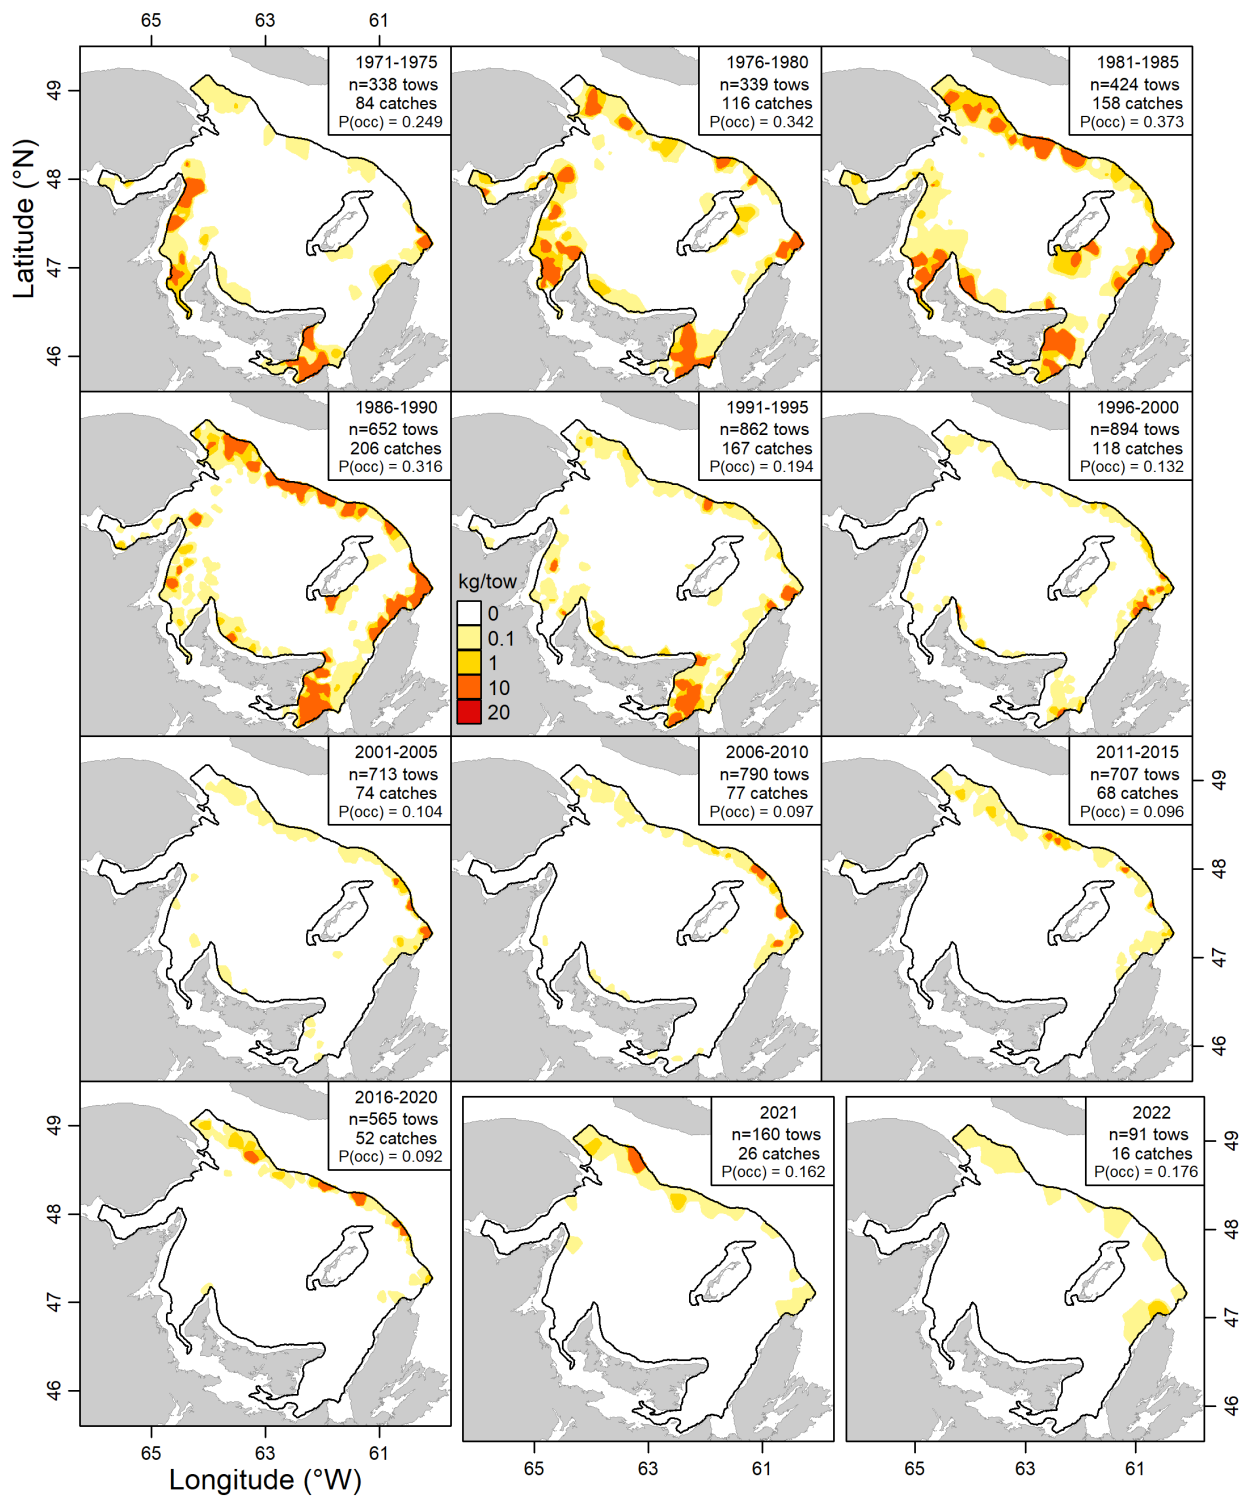 65 63 61
1971-1975
n=338 tows
84 catches
P(occ) = 0.249
1976-1980
n=339 tows
116 catches
P(occ) = 0.342
1981-1985
n=424 tows
158 catches
P(occ) = 0.373
49
48
47
46
Latitude (°N)
1986-1990
n=652 tows
206 catches
P(occ) = 0.316
1991-1995
n=862 tows
167 catches
P(occ) = 0.194
1996-2000
n=894 tows
118 catches
P(occ) = 0.132
kg/tow
0
0.1
1
10
20
2001-2005
n=713 tows
74 catches
P(occ) = 0.104
2006-2010
n=790 tows
77 catches
P(occ) = 0.097
2011-2015
n=707 tows
68 catches
P(occ) = 0.096
49
48
47
46
2016-2020
n=565 tows
52 catches
P(occ) = 0.092
2021
n=160 tows
26 catches
P(occ) = 0.162
2022
n=91 tows
16 catches
P(occ) = 0.176
49
48
47
46
49
48
47
46
65 63 61
65 63 61
65 63 61
Longitude (°W)